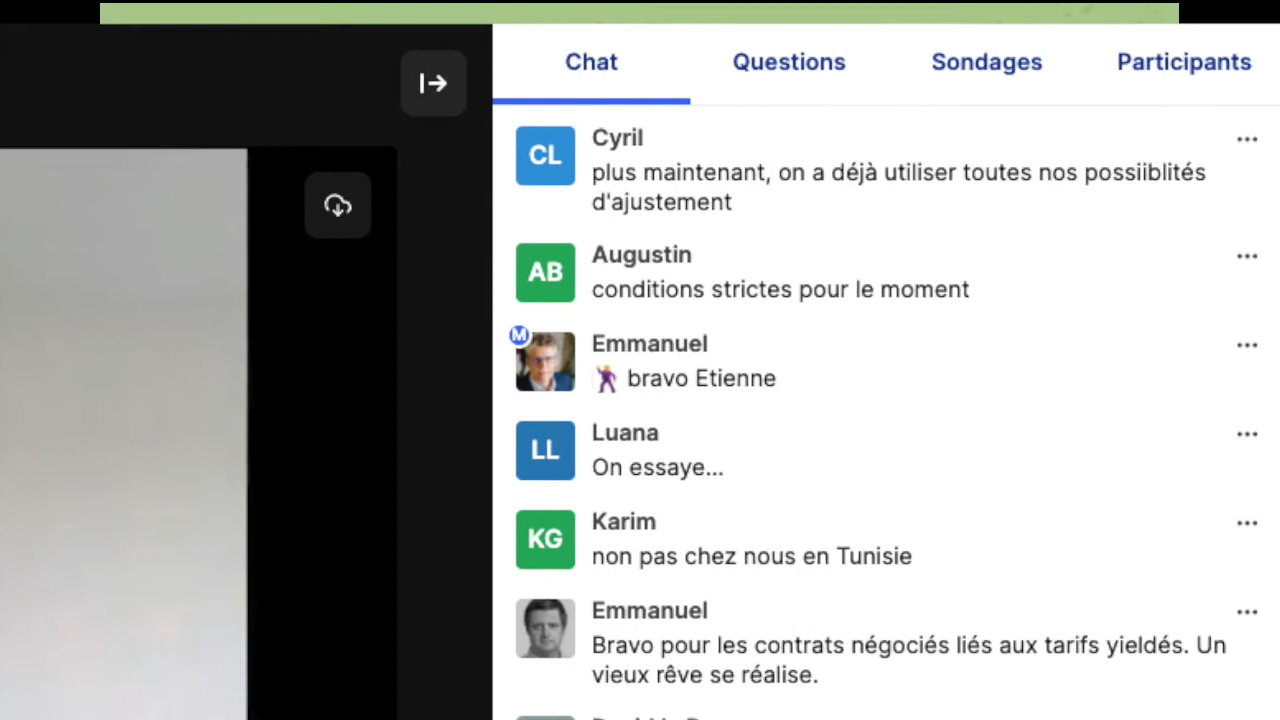 Chat Questions Sondages Participants
CL
Cyril
plus maintenant, on a déjà utiliser toutes nos possiiblités
d'ajustement
AB
Augustin
conditions strictes pour le moment
M
Emmanuel
bravo Etienne
LL
Luana
On essaye...
KG
Karim
non pas chez nous en Tunisie
Emmanuel
Bravo pour les contrats négociés liés aux tarifs yieldés. Un
vieux rêve se réalise.